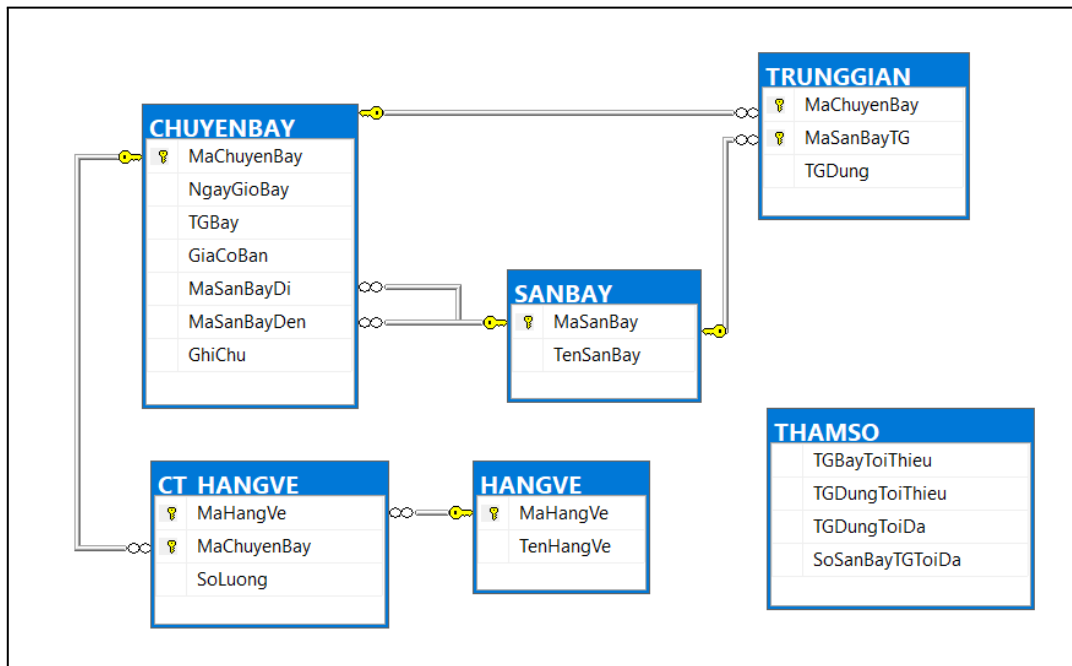 CHUYENBAY
MaChuyenBay
NgayGioBay
TGBay
GiaCoBan
MaSanBayDi
MaSanBayDen
GhiChu
TRUNGGIAN
MaChuyenBay
MaSanBayTG
TGDung
SANBAY
MaSanBay
TenSanBay
CT_HANGVE
MaHangVe
MaChuyenBay
SoLuong
HANGVE
MaHangVe
TenHangVe
THAMSO
TGBayToiThieu
TGDungToiThieu
TGDungToiDa
SoSanBayTGToiDa